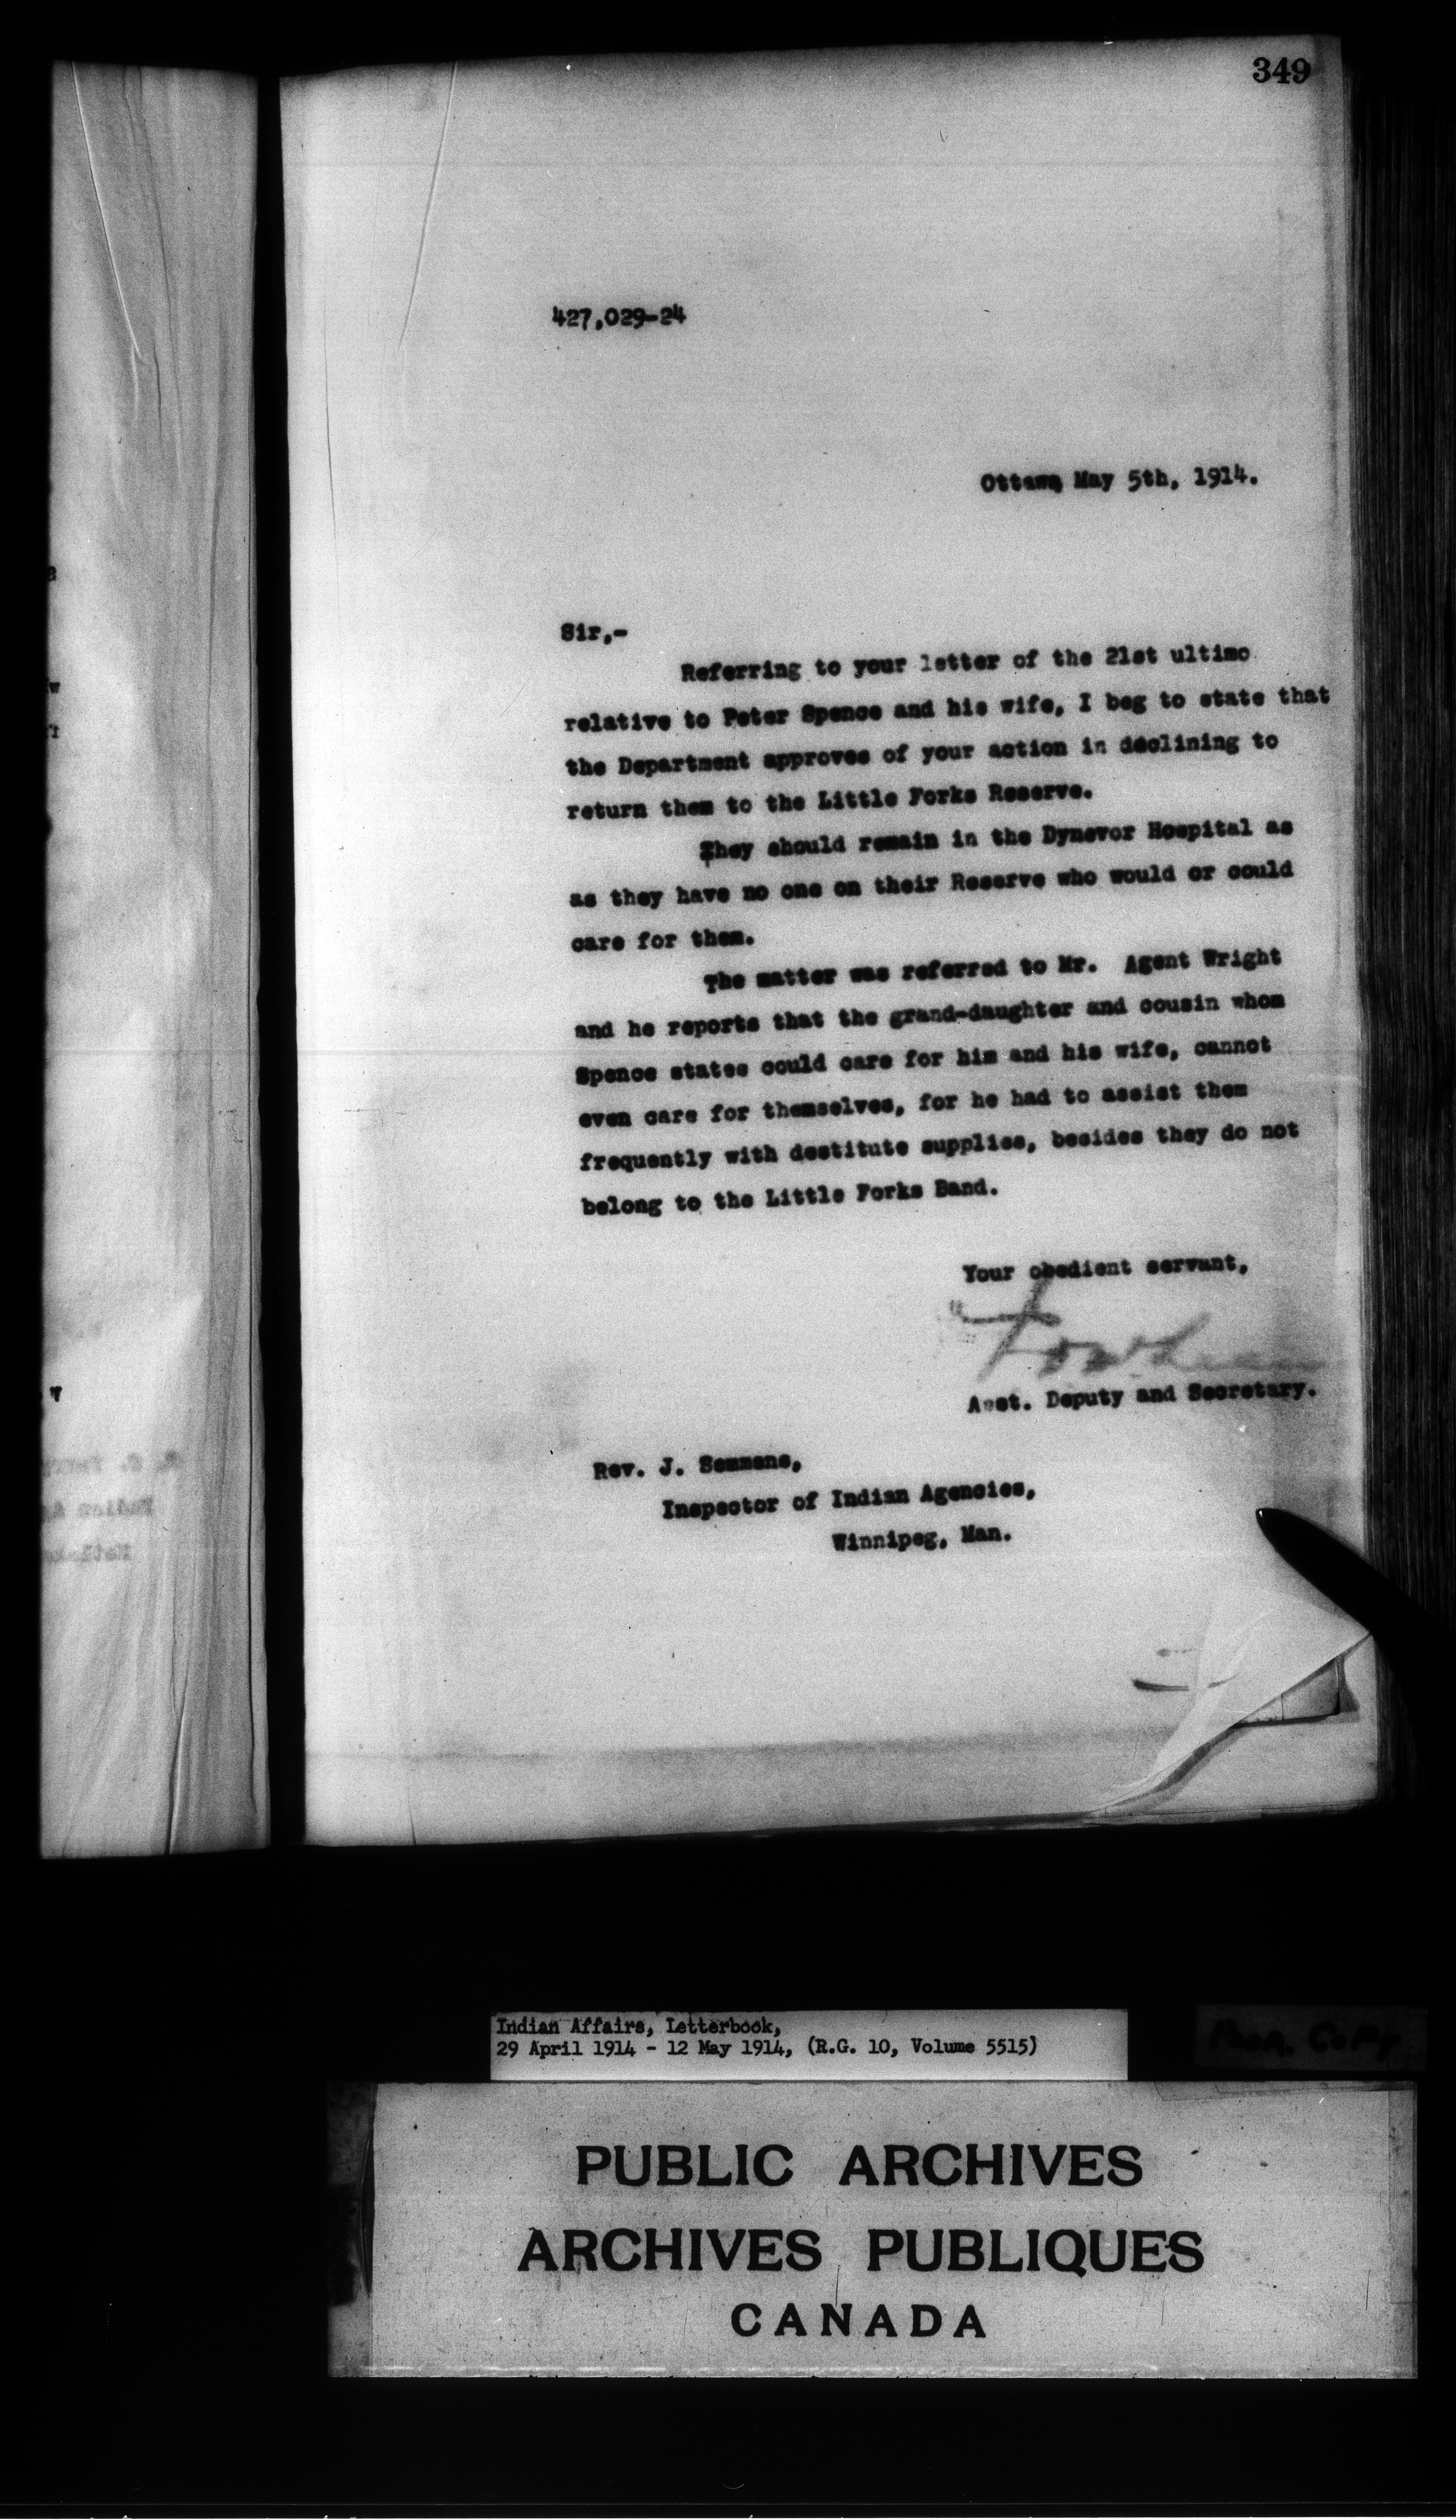 349
427,029-24
Ottawa May 5th, 1914.
Sir,-
Referring to your letter of the 21st ultimo
relative to Peter Spence and his wife, I beg to state that
the Department approves of your action in declining to
return them to the Little Forks Reserve.
They should remain in the Dynevor Hospital as
as they have no one on their Reserve who would or could
care for them.
The matter was referred to Mr. Agent Wright
and he reports that the grand-daughter and cousin whom
Spence states could care for him and his wife, cannot
even care for themselves, for he had to assist them
frequently with destitute supplies, besides they do not
belong to the Little Forks Band.
Your obedient servant,
Asst. Deputy and Secretary.
Rev. J. Semmens,
Inspector of Indian Agencies,
Winnipeg, Man.
Indian Affairs, Letterbook,
29 April 1914 - 12 May 1914, (R.G. 10, Volume 5515)
Poor Copy
PUBLIC ARCHIVES
ARCHIVES PUBLIQUES
CANADA